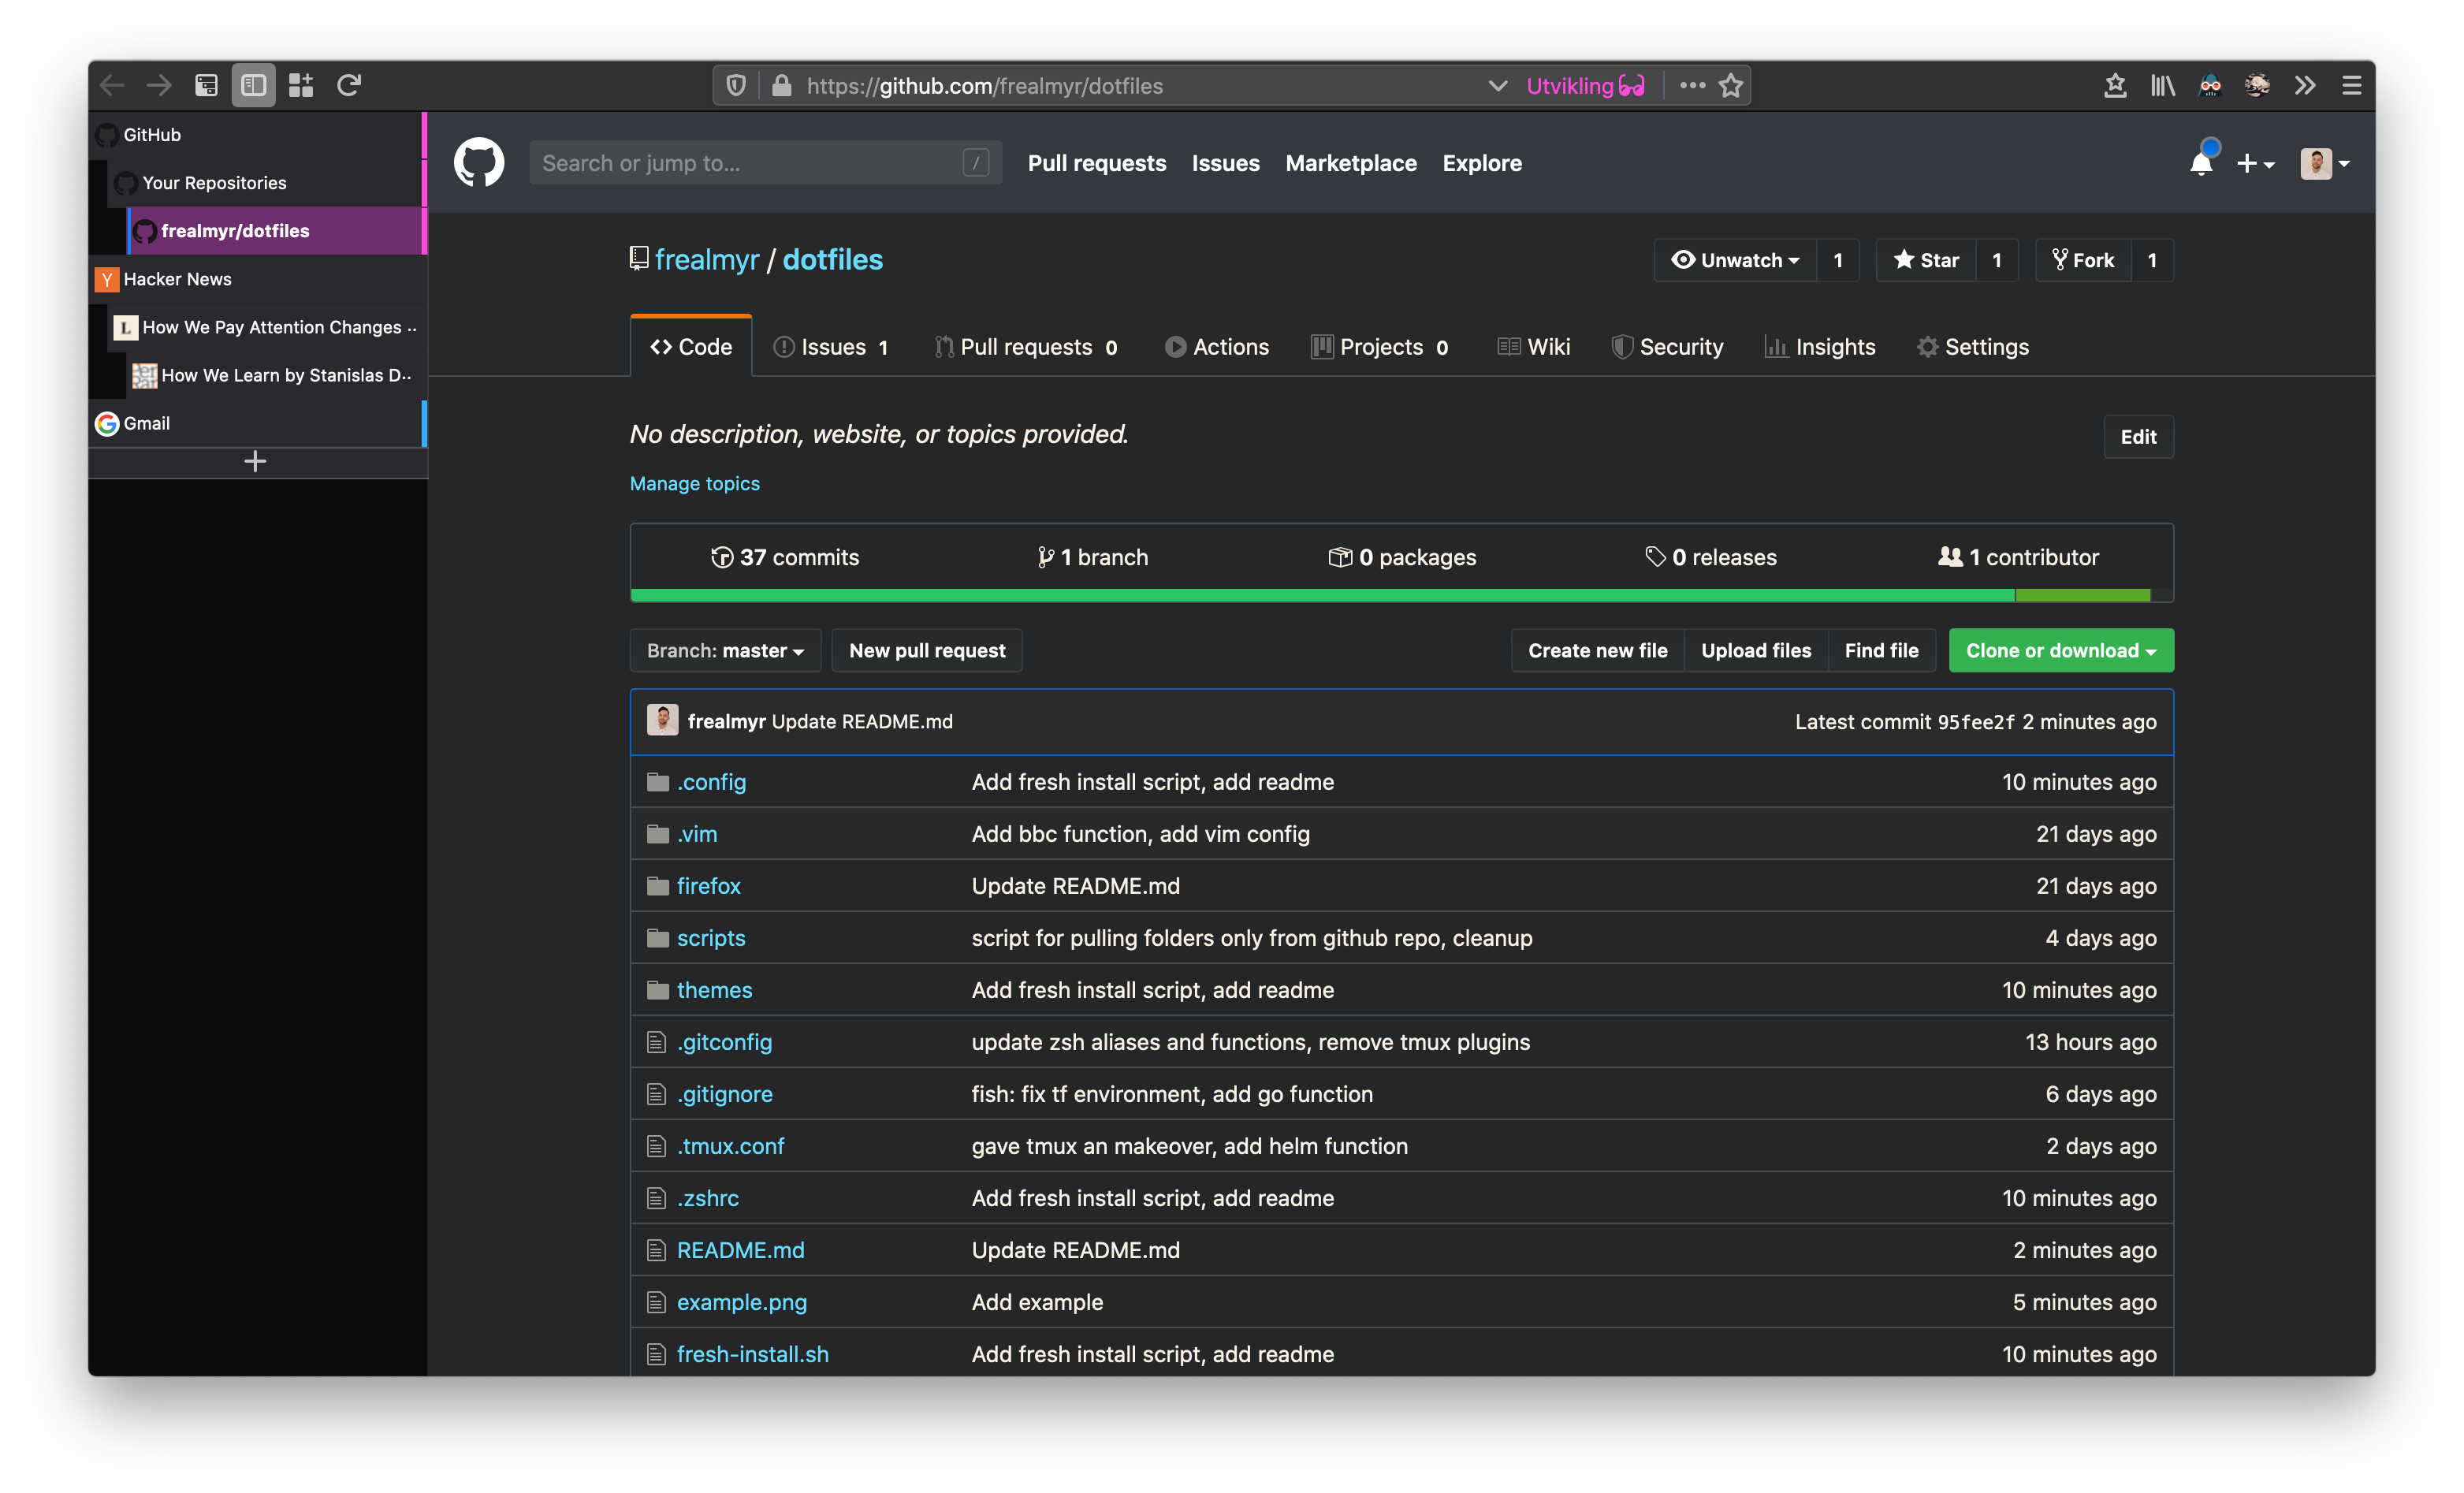 https://github.com/frealmyr/dotfiles Utvikling
GitHub
Your Repositories
frealmyr/dotfiles
Y Hacker News
L How We Pay Attention Changes ..
How We Learn by Stanislas D..
G Gmail
Search or jump to... / Pull requests Issues Marketplace Explore
frealmyr / dotfiles Unwatch 1 Star 1 Fork 1
Code Issues 1 Pull requests 0 Actions Projects 0 Wiki Security Insights Settings
No description, website, or topics provided. Edit
Manage topics
37 commits 1 branch 0 packages 0 releases 1 contributor
Branch: master New pull request Create new file Upload files Find file Clone or download
frealmyr Update README.md Latest commit 95fee2f 2 minutes ago
.config Add fresh install script, add readme 10 minutes ago
.vim Add bbc function, add vim config 21 days ago
firefox Update README.md 21 days ago
scripts script for pulling folders only from github repo, cleanup 4 days ago
themes Add fresh install script, add readme 10 minutes ago
.gitconfig update zsh aliases and functions, remove tmux plugins 13 hours ago
.gitignore fish: fix tf environment, add go function 6 days ago
.tmux.conf gave tmux an makeover, add helm function 2 days ago
.zshrc Add fresh install script, add readme 10 minutes ago
README.md Update README.md 2 minutes ago
example.png Add example 5 minutes ago
fresh-install.sh Add fresh install script, add readme 10 minutes ago